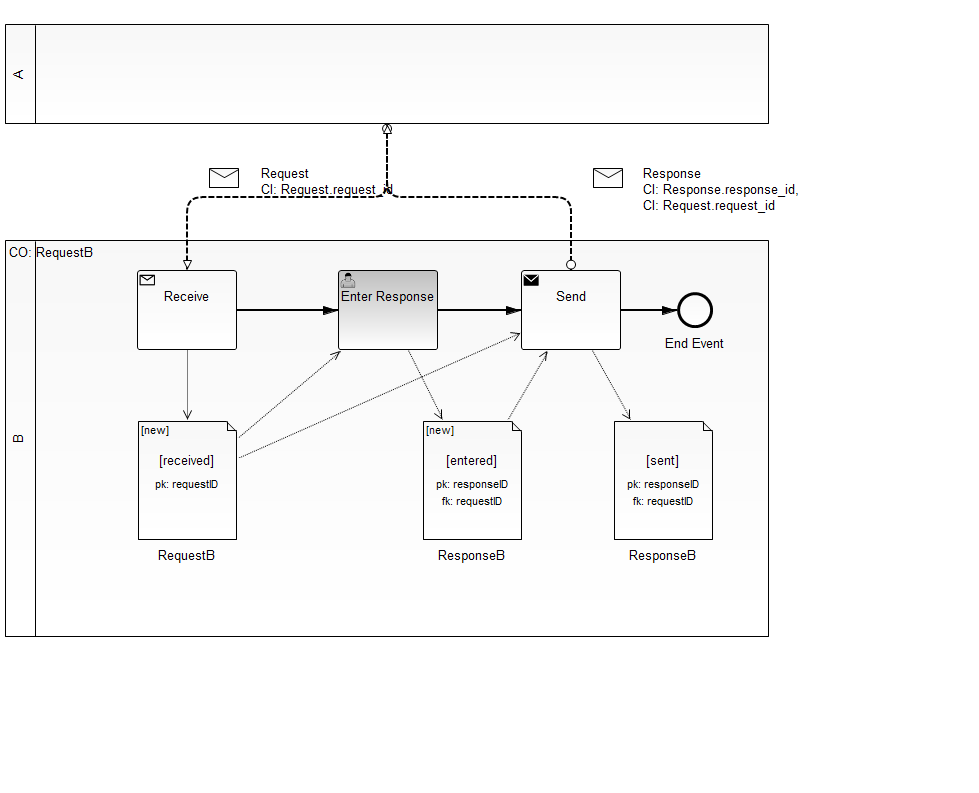 A
Request
CI: Request.request_id
Response
CI: Response.response_id,
CI: Request.request_id
CO: RequestB
B
Receive
Enter Response
Send
End Event
[new]
[received]
pk: requestID
RequestB
[new]
[entered]
pk: responseID
fk: requestID
ResponseB
[sent]
pk: responseID
fk: requestID
ResponseB